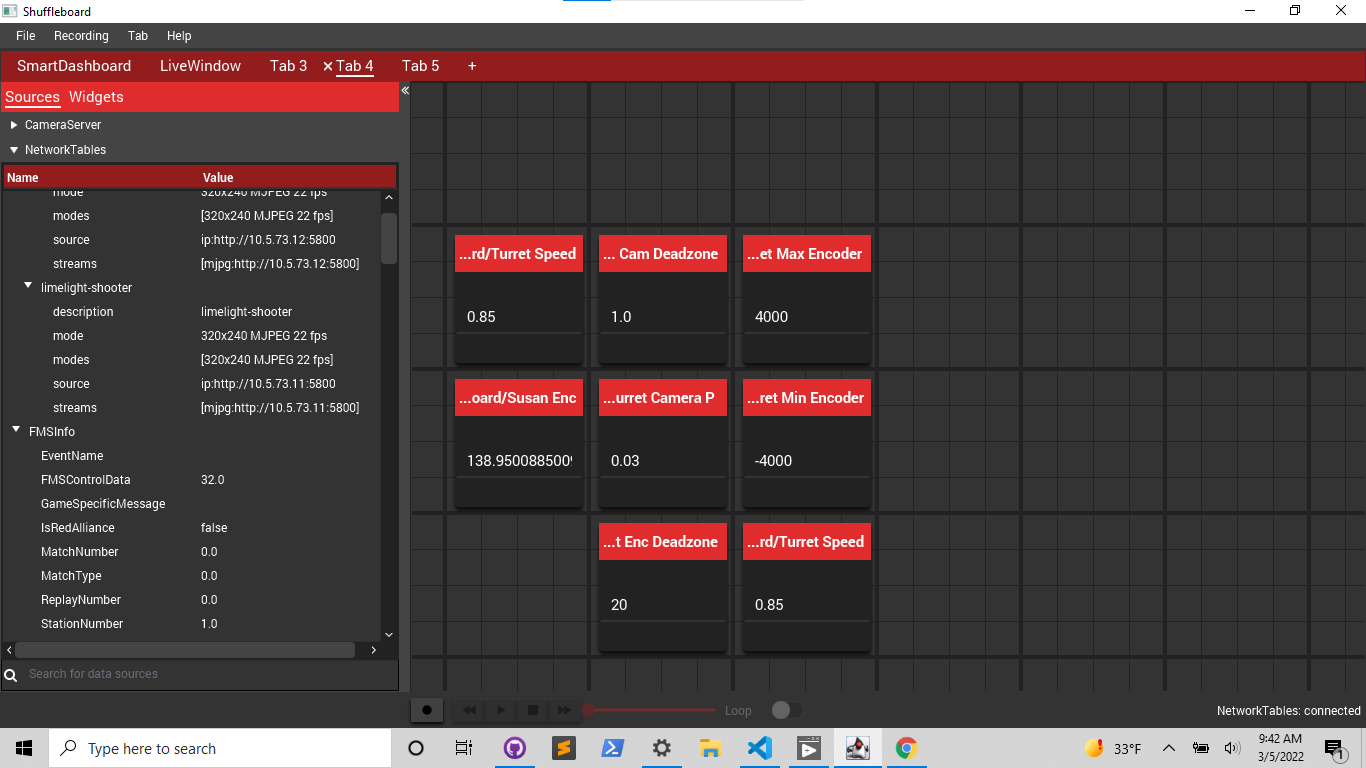 Shuffleboard
File Recording Tab Help
SmartDashboard LiveWindow Tab 3 Tab 4 Tab 5 +
Sources Widgets
CameraServer
NetworkTables
Name Value
mode 320x240 MJPEG 22 fps
modes [320x240 MJPEG 22 fps]
source ip:http://10.5.73.12:5800
streams [mjpg:http://10.5.73.12:5800]
limelight-shooter
description limelight-shooter
mode 320x240 MJPEG 22 fps
modes [320x240 MJPEG 22 fps]
source ip:http://10.5.73.11:5800
streams [mjpg:http://10.5.73.11:5800]
FMSInfo
EventName
FMSControlData 32.0
GameSpecificMessage
IsRedAlliance false
MatchNumber 0.0
MatchType 0.0
ReplayNumber 0.0
StationNumber 1.0
Search for data sources
...rd/Turret Speed ... Cam Deadzone ...et Max Encoder
0.85 1.0 4000
...oard/Susan Enc ...urret Camera P ...ret Min Encoder
138.9500885009 0.03 -4000
...t Enc Deadzone ...rd/Turret Speed
20 0.85
Loop
NetworkTables: connected
Type here to search
33°F
9:42 AM
3/5/2022
1